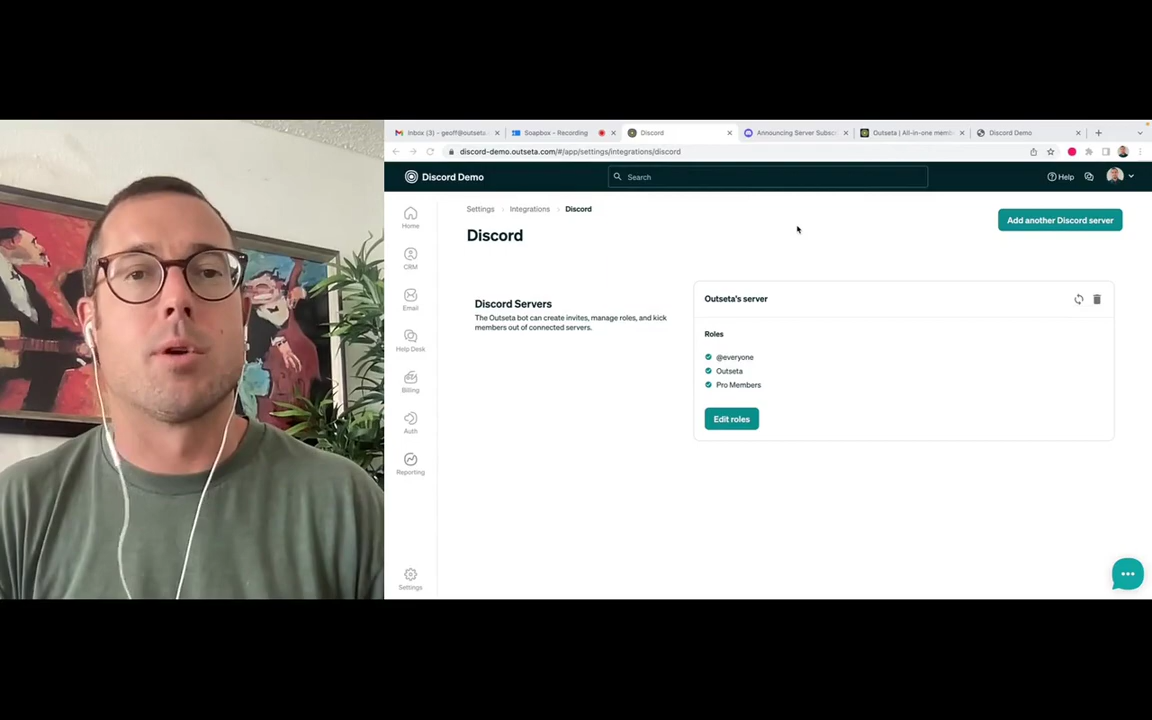 Inbox (3) - geoff@outseta.
Soapbox - Recording
Discord
Announcing Server Subsc
Outseta | All-in-one memb
Discord Demo
discord-demo.outseta.com/#/app/settings/integrations/discord
Discord Demo
Search
Help
Settings
Integrations
Discord
Add another Discord server
Discord
Home
CRM
Email
Help Desk
Billing
Auth
Reporting
Settings
Discord Servers
The Outseta bot can create invites, manage roles, and kick
members out of connected servers.
Outseta's server
Roles
@everyone
Outseta
Pro Members
Edit roles